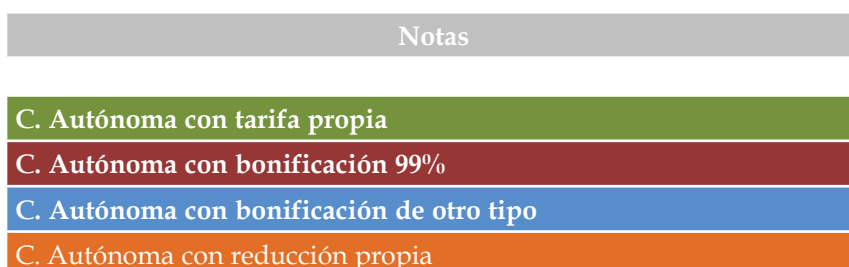 Notas
C. Autónoma con tarifa propia
C. Autónoma con bonificación 99%
C. Autónoma con bonificación de otro tipo
C. Autónoma con reducción propia